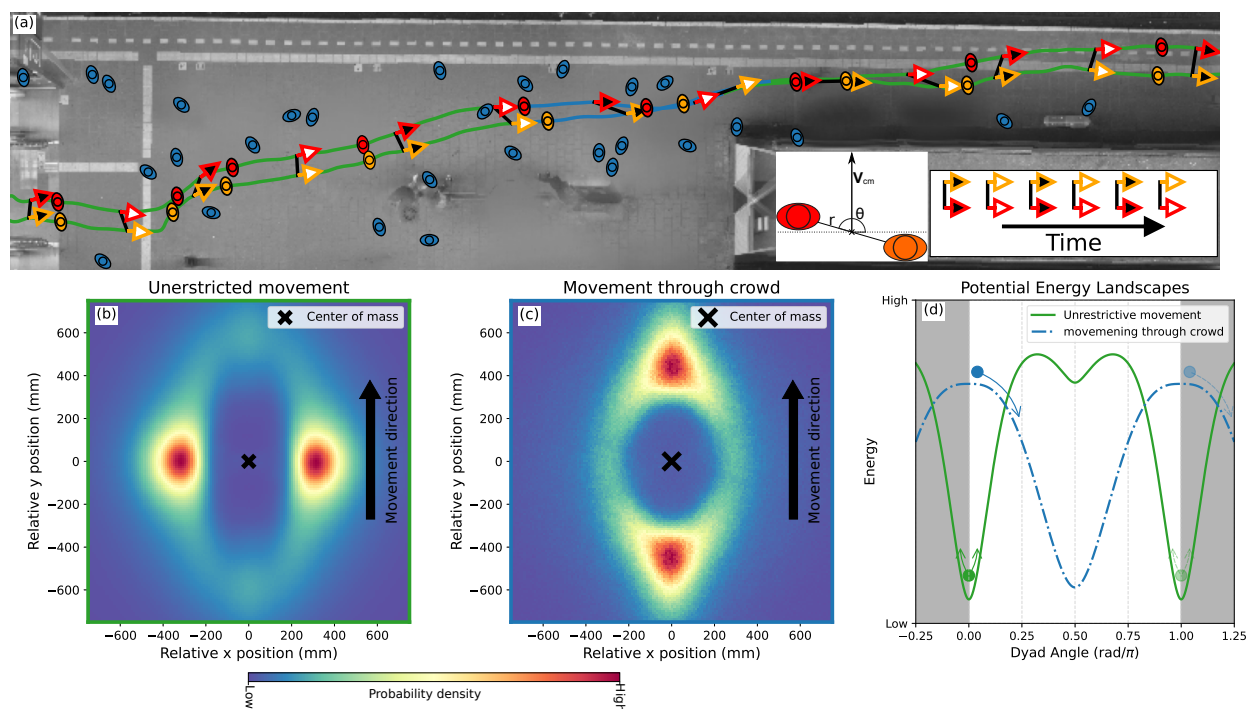 (a)
V_cm
r
θ
Time
Unerstricted movement
(b)
Center of mass
600
400
200
0
−200
−400
−600
Relative y position (mm)
Movement direction
−600 −400 −200 0 200 400 600
Relative x position (mm)
Movement through crowd
(c)
Center of mass
600
400
200
0
−200
−400
−600
Relative y position (mm)
Movement direction
−600 −400 −200 0 200 400 600
Relative x position (mm)
Low
Probability density
High
Potential Energy Landscapes
(d)
Unrestrictive movement
movemening through crowd
High
Energy
Low
−0.25 0.00 0.25 0.50 0.75 1.00 1.25
Dyad Angle (rad/π)